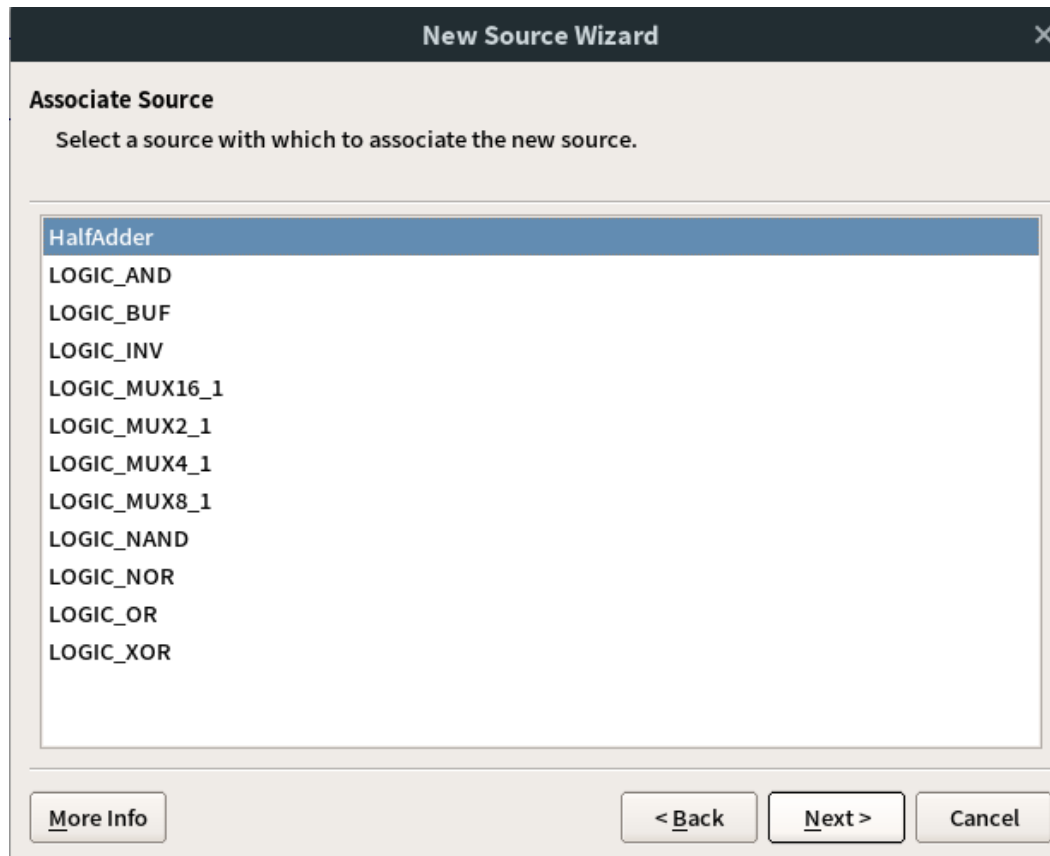 New Source Wizard
Associate Source
Select a source with which to associate the new source.
HalfAdder
LOGIC_AND
LOGIC_BUF
LOGIC_INV
LOGIC_MUX16_1
LOGIC_MUX2_1
LOGIC_MUX4_1
LOGIC_MUX8_1
LOGIC_NAND
LOGIC_NOR
LOGIC_OR
LOGIC_XOR
More Info
< Back
Next >
Cancel